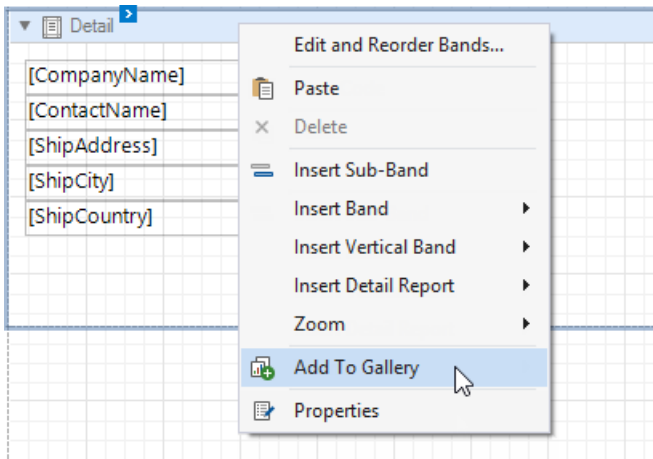 Detail
[CompanyName]
[ContactName]
[ShipAddress]
[ShipCity]
[ShipCountry]
Edit and Reorder Bands...
Paste
Delete
Insert Sub-Band
Insert Band
Insert Vertical Band
Insert Detail Report
Zoom
Add To Gallery
Properties